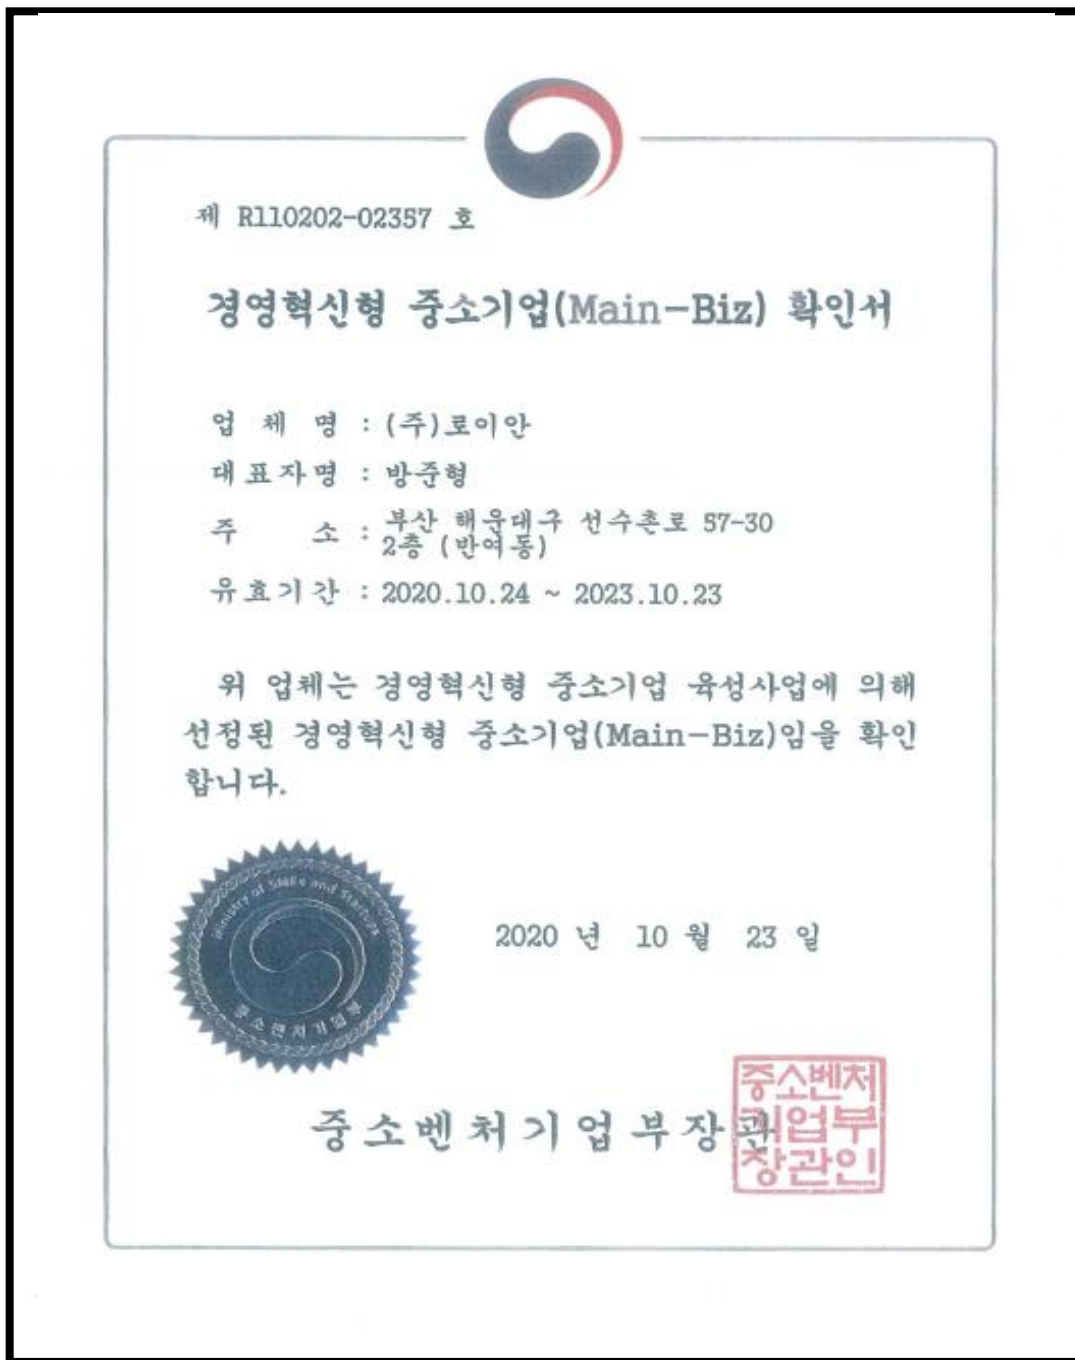 제 R110202-02357 호
경영혁신형 중소기업(Main-Biz) 확인서
업 체 명 : (주)로이안
대표자명 : 방준형
주 소 : 부산 해운대구 선수촌로 57-30
2층 (반여동)
유효기간 : 2020.10.24 ~ 2023.10.23
위 업체는 경영혁신형 중소기업 육성사업에 의해
선정된 경영혁신형 중소기업(Main-Biz)임을 확인
합니다.
Ministry of SMEs and Startups
중소벤처기업부
2020 년 10 월 23 일
중소벤처기업부장관
중소벤처
기업부
장관인